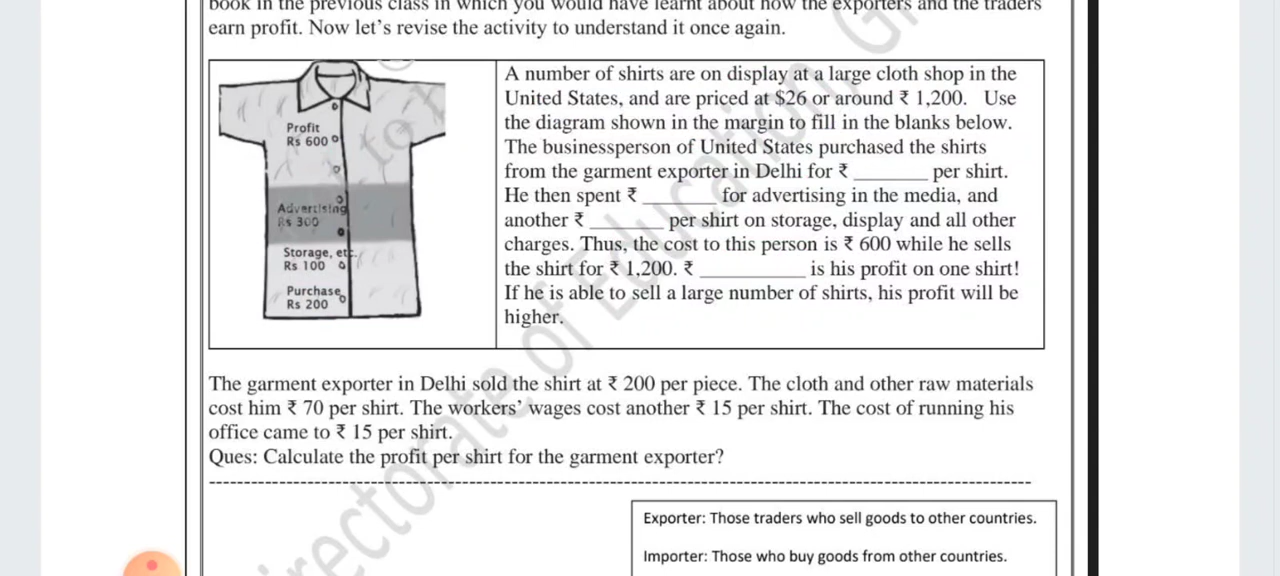 book in the previous class in which you would have learnt about how the exporters and the traders
earn profit. Now let's revise the activity to understand it once again.
Profit
Rs 600
Advertising
Rs 300
Storage, etc.
Rs 100
Purchase
Rs 200
A number of shirts are on display at a large cloth shop in the
United States, and are priced at $26 or around ₹ 1,200. Use
the diagram shown in the margin to fill in the blanks below.
The businessperson of United States purchased the shirts
from the garment exporter in Delhi for ₹ ________ per shirt.
He then spent ₹ ________ for advertising in the media, and
another ₹ ________ per shirt on storage, display and all other
charges. Thus, the cost to this person is ₹ 600 while he sells
the shirt for ₹ 1,200. ₹ ___________ is his profit on one shirt!
If he is able to sell a large number of shirts, his profit will be
higher.
The garment exporter in Delhi sold the shirt at ₹ 200 per piece. The cloth and other raw materials
cost him ₹ 70 per shirt. The workers' wages cost another ₹ 15 per shirt. The cost of running his
office came to ₹ 15 per shirt.
Ques: Calculate the profit per shirt for the garment exporter?
Exporter: Those traders who sell goods to other countries.
Importer: Those who buy goods from other countries.
of Education,